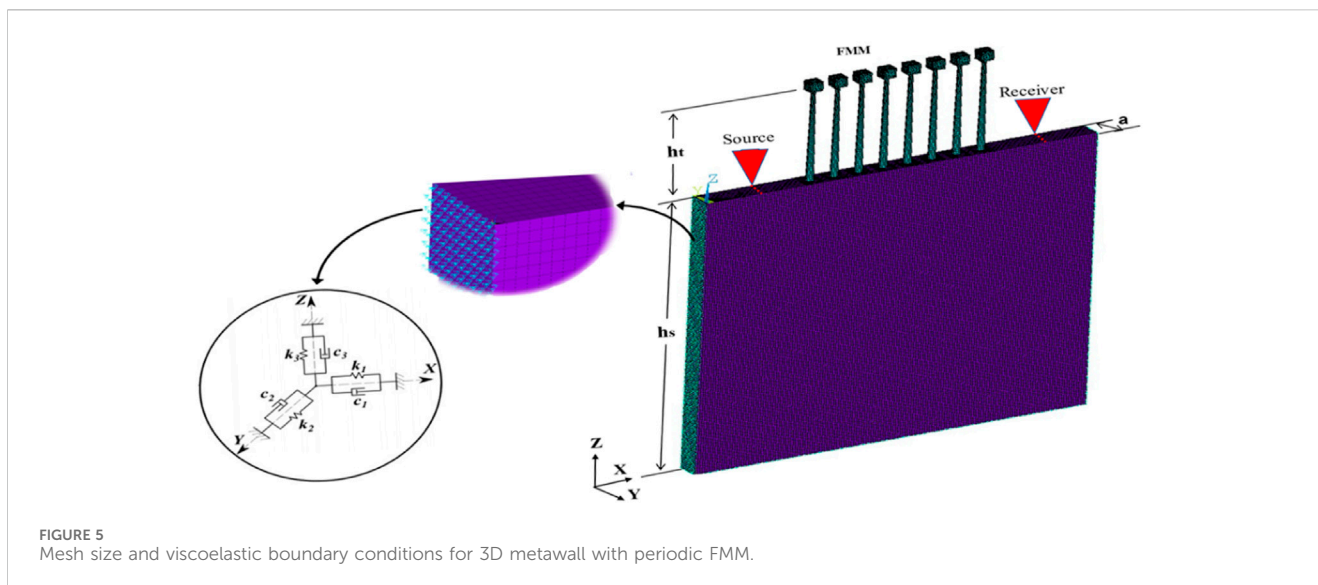 FMM
Receiver
a
Source
ht
Y Z
hs
Z
k3
c3
k1
X
c2
c1
k2
Y
Z
X
Y
FIGURE 5
Mesh size and viscoelastic boundary conditions for 3D metawall with periodic FMM.